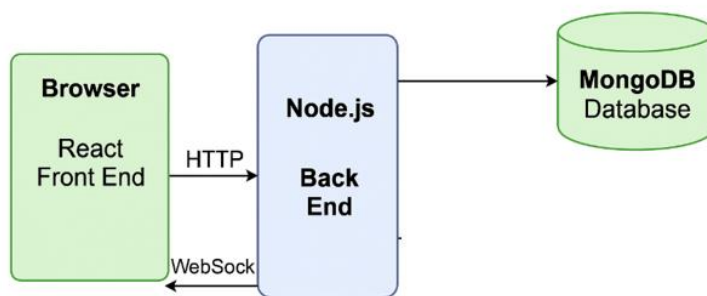 Browser
React
Front End
HTTP
WebSock
Node.js
Back
End
MongoDB
Database